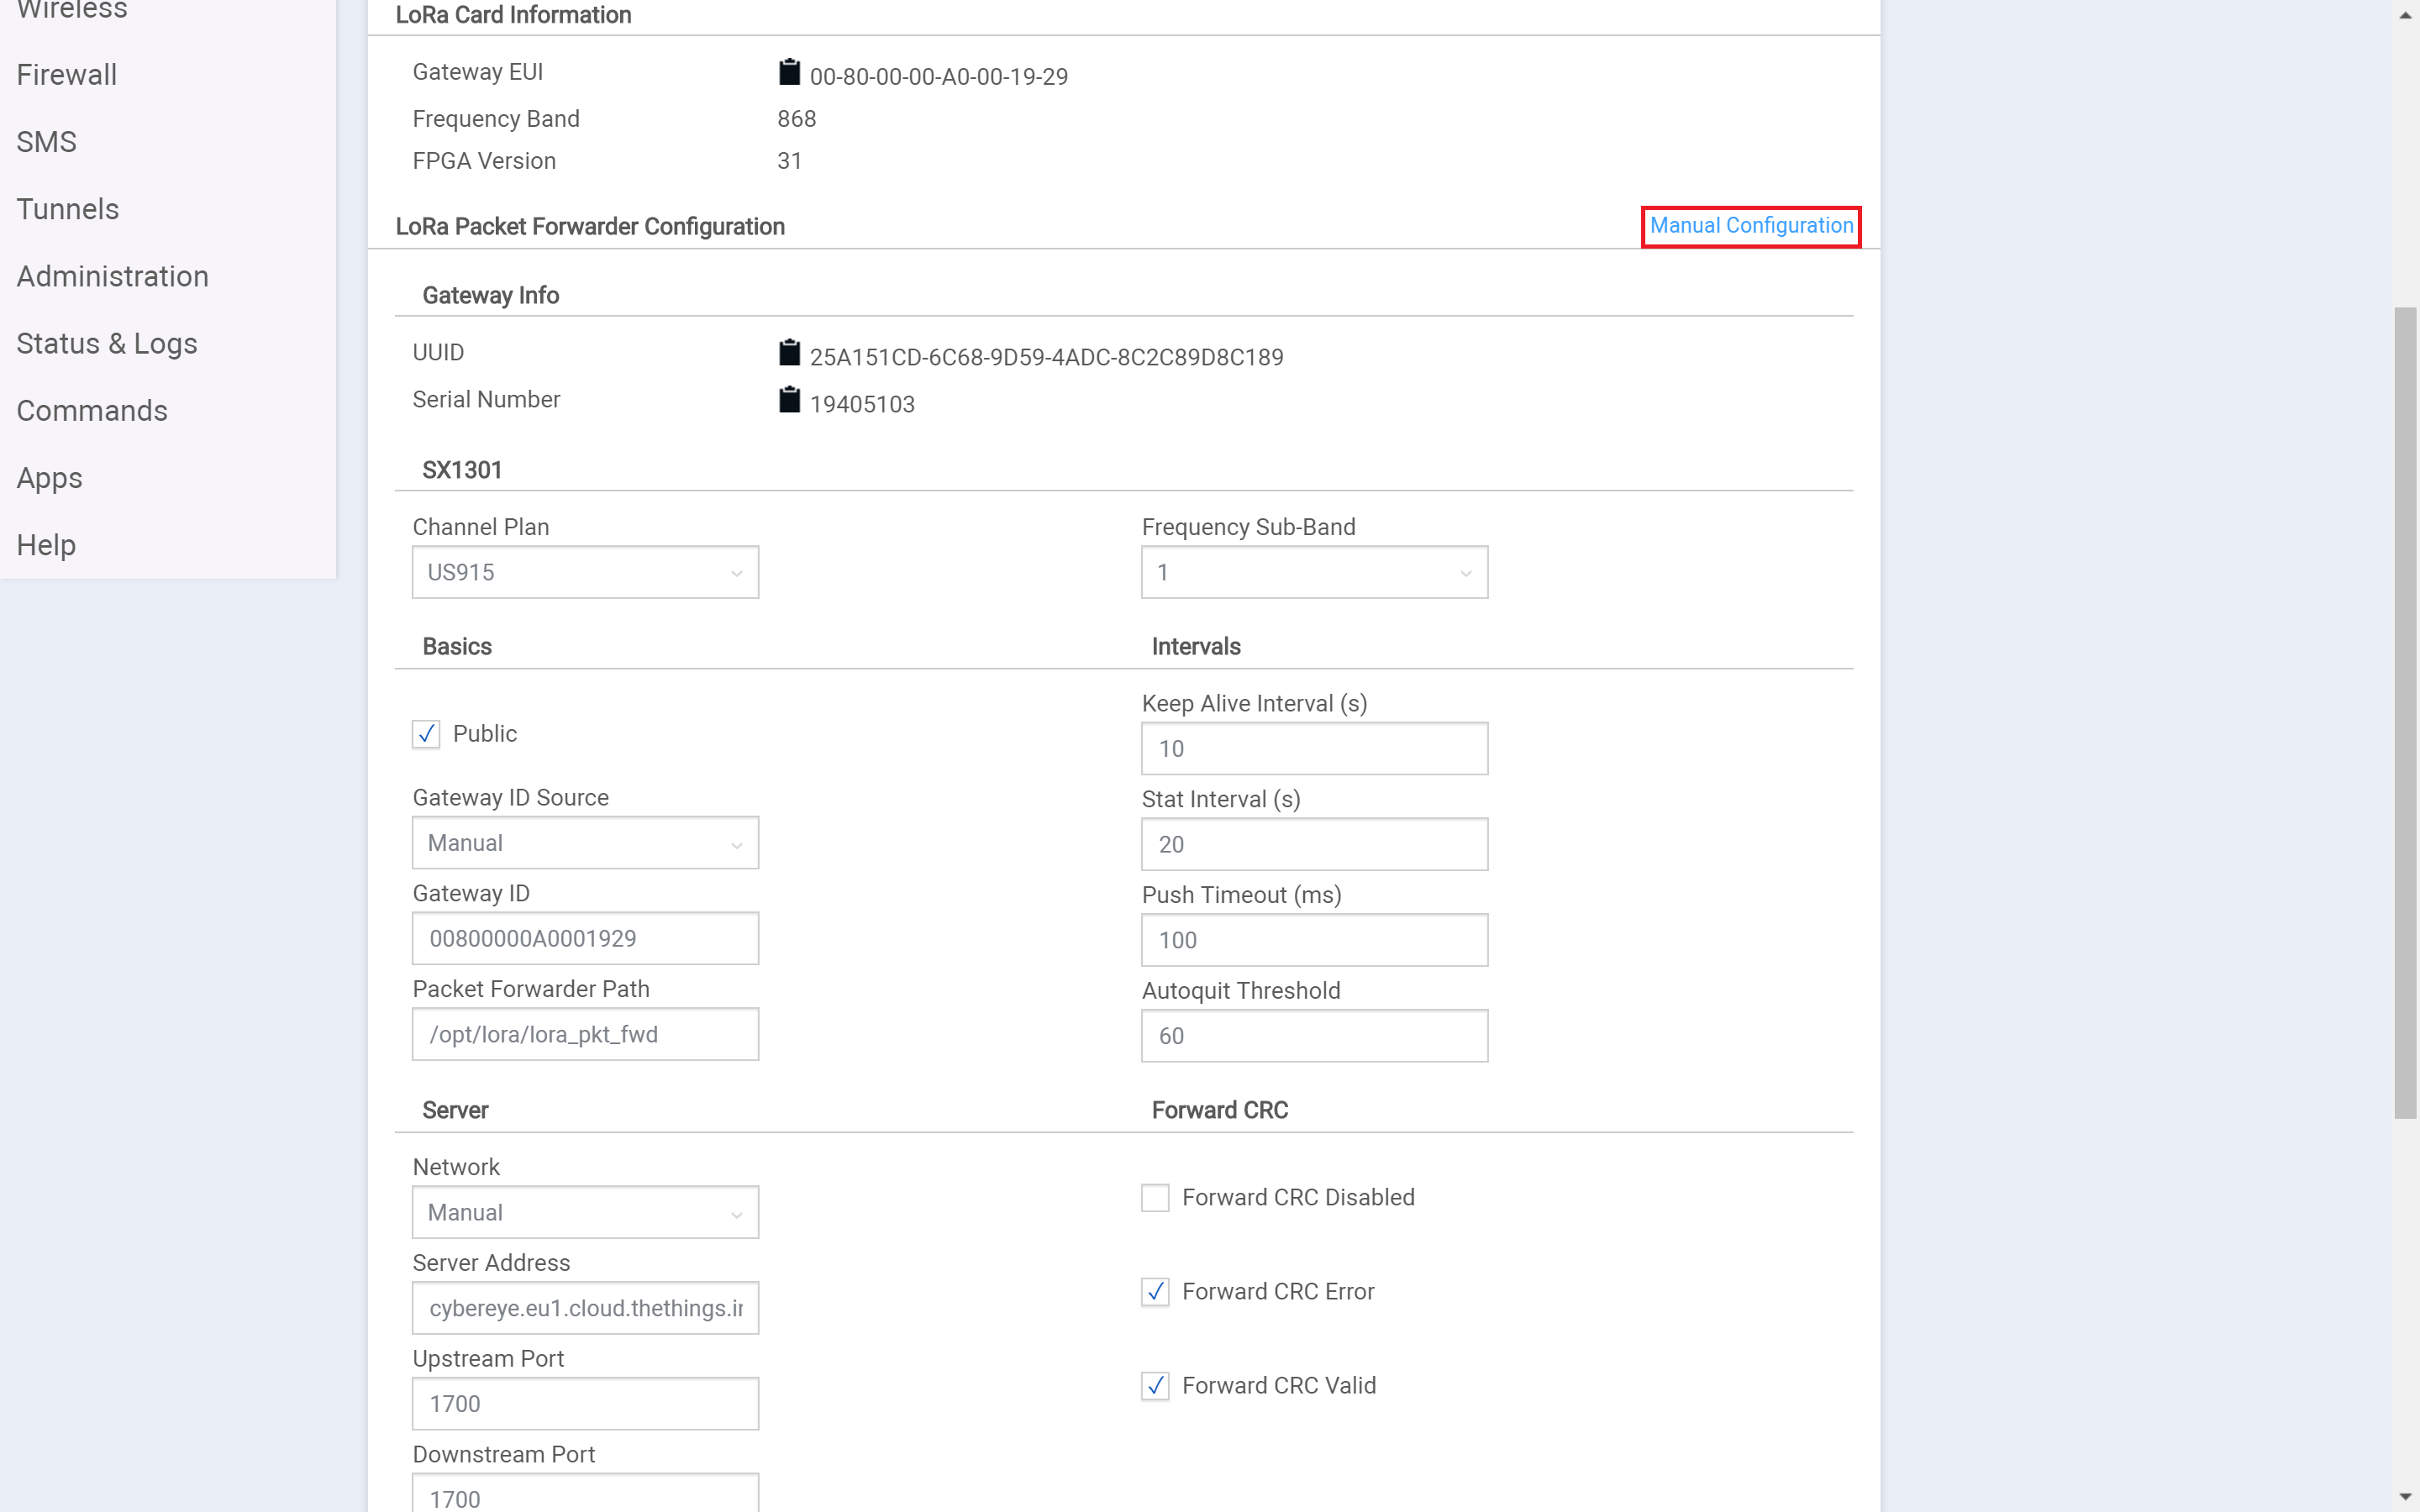 Wireless
Firewall
SMS
Tunnels
Administration
Status & Logs
Commands
Apps
Help
LoRa Card Information
Gateway EUI 00-80-00-00-A0-00-19-29
Frequency Band 868
FPGA Version 31
LoRa Packet Forwarder Configuration Manual Configuration
Gateway Info
UUID 25A151CD-6C68-9D59-4ADC-8C2C89D8C189
Serial Number 19405103
SX1301
Channel Plan Frequency Sub-Band
US915 1
Basics Intervals
Public
Gateway ID Source
Manual
Gateway ID
00800000A0001929
Packet Forwarder Path
/opt/lora/lora_pkt_fwd
Keep Alive Interval (s)
10
Stat Interval (s)
20
Push Timeout (ms)
100
Autoquit Threshold
60
Server Forward CRC
Network
Manual
Server Address
cybereye.eu1.cloud.thethings.in
Upstream Port
1700
Downstream Port
1700
Forward CRC Disabled
Forward CRC Error
Forward CRC Valid